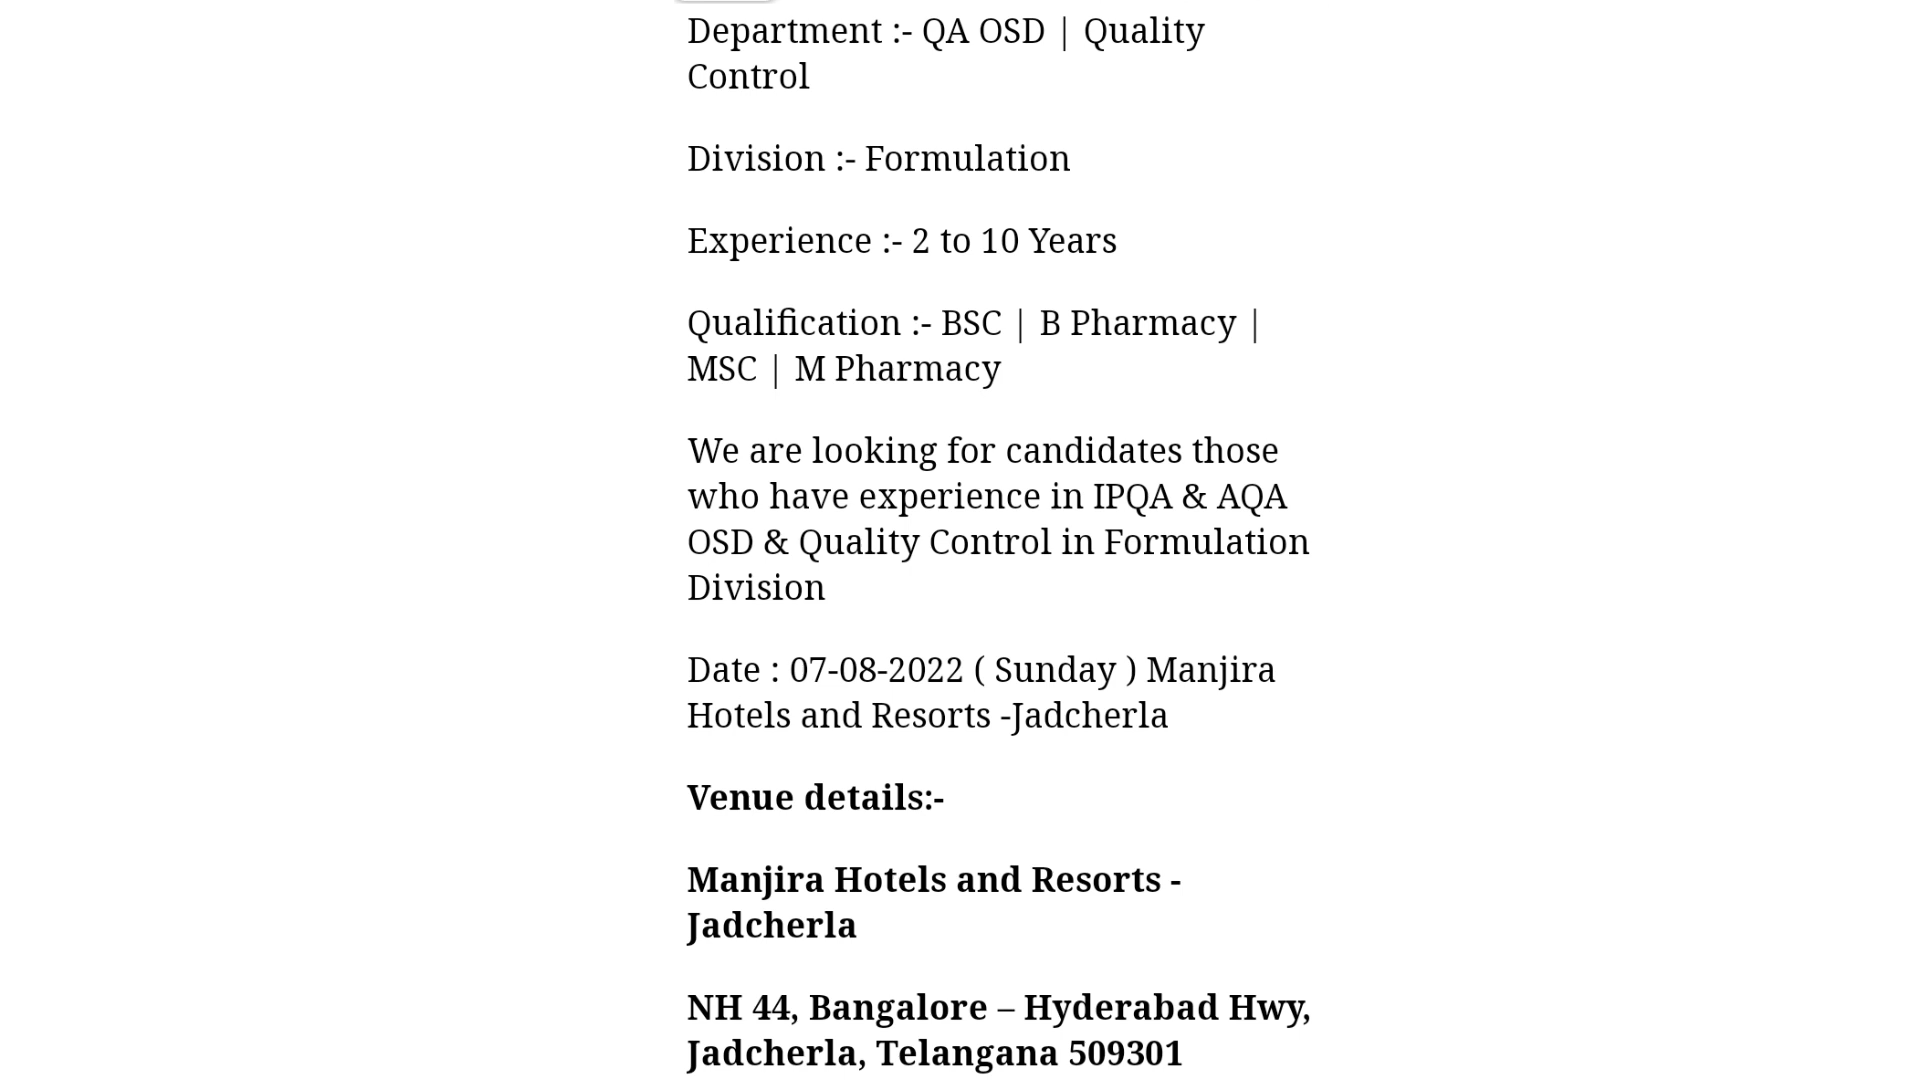 Department :- QA OSD | Quality
Control
Division :- Formulation
Experience :- 2 to 10 Years
Qualification :- BSC | B Pharmacy |
MSC | M Pharmacy
We are looking for candidates those
who have experience in IPQA & AQA
OSD & Quality Control in Formulation
Division
Date : 07-08-2022 ( Sunday ) Manjira
Hotels and Resorts -Jadcherla
Venue details:-
Manjira Hotels and Resorts -
Jadcherla
NH 44, Bangalore – Hyderabad Hwy,
Jadcherla, Telangana 509301